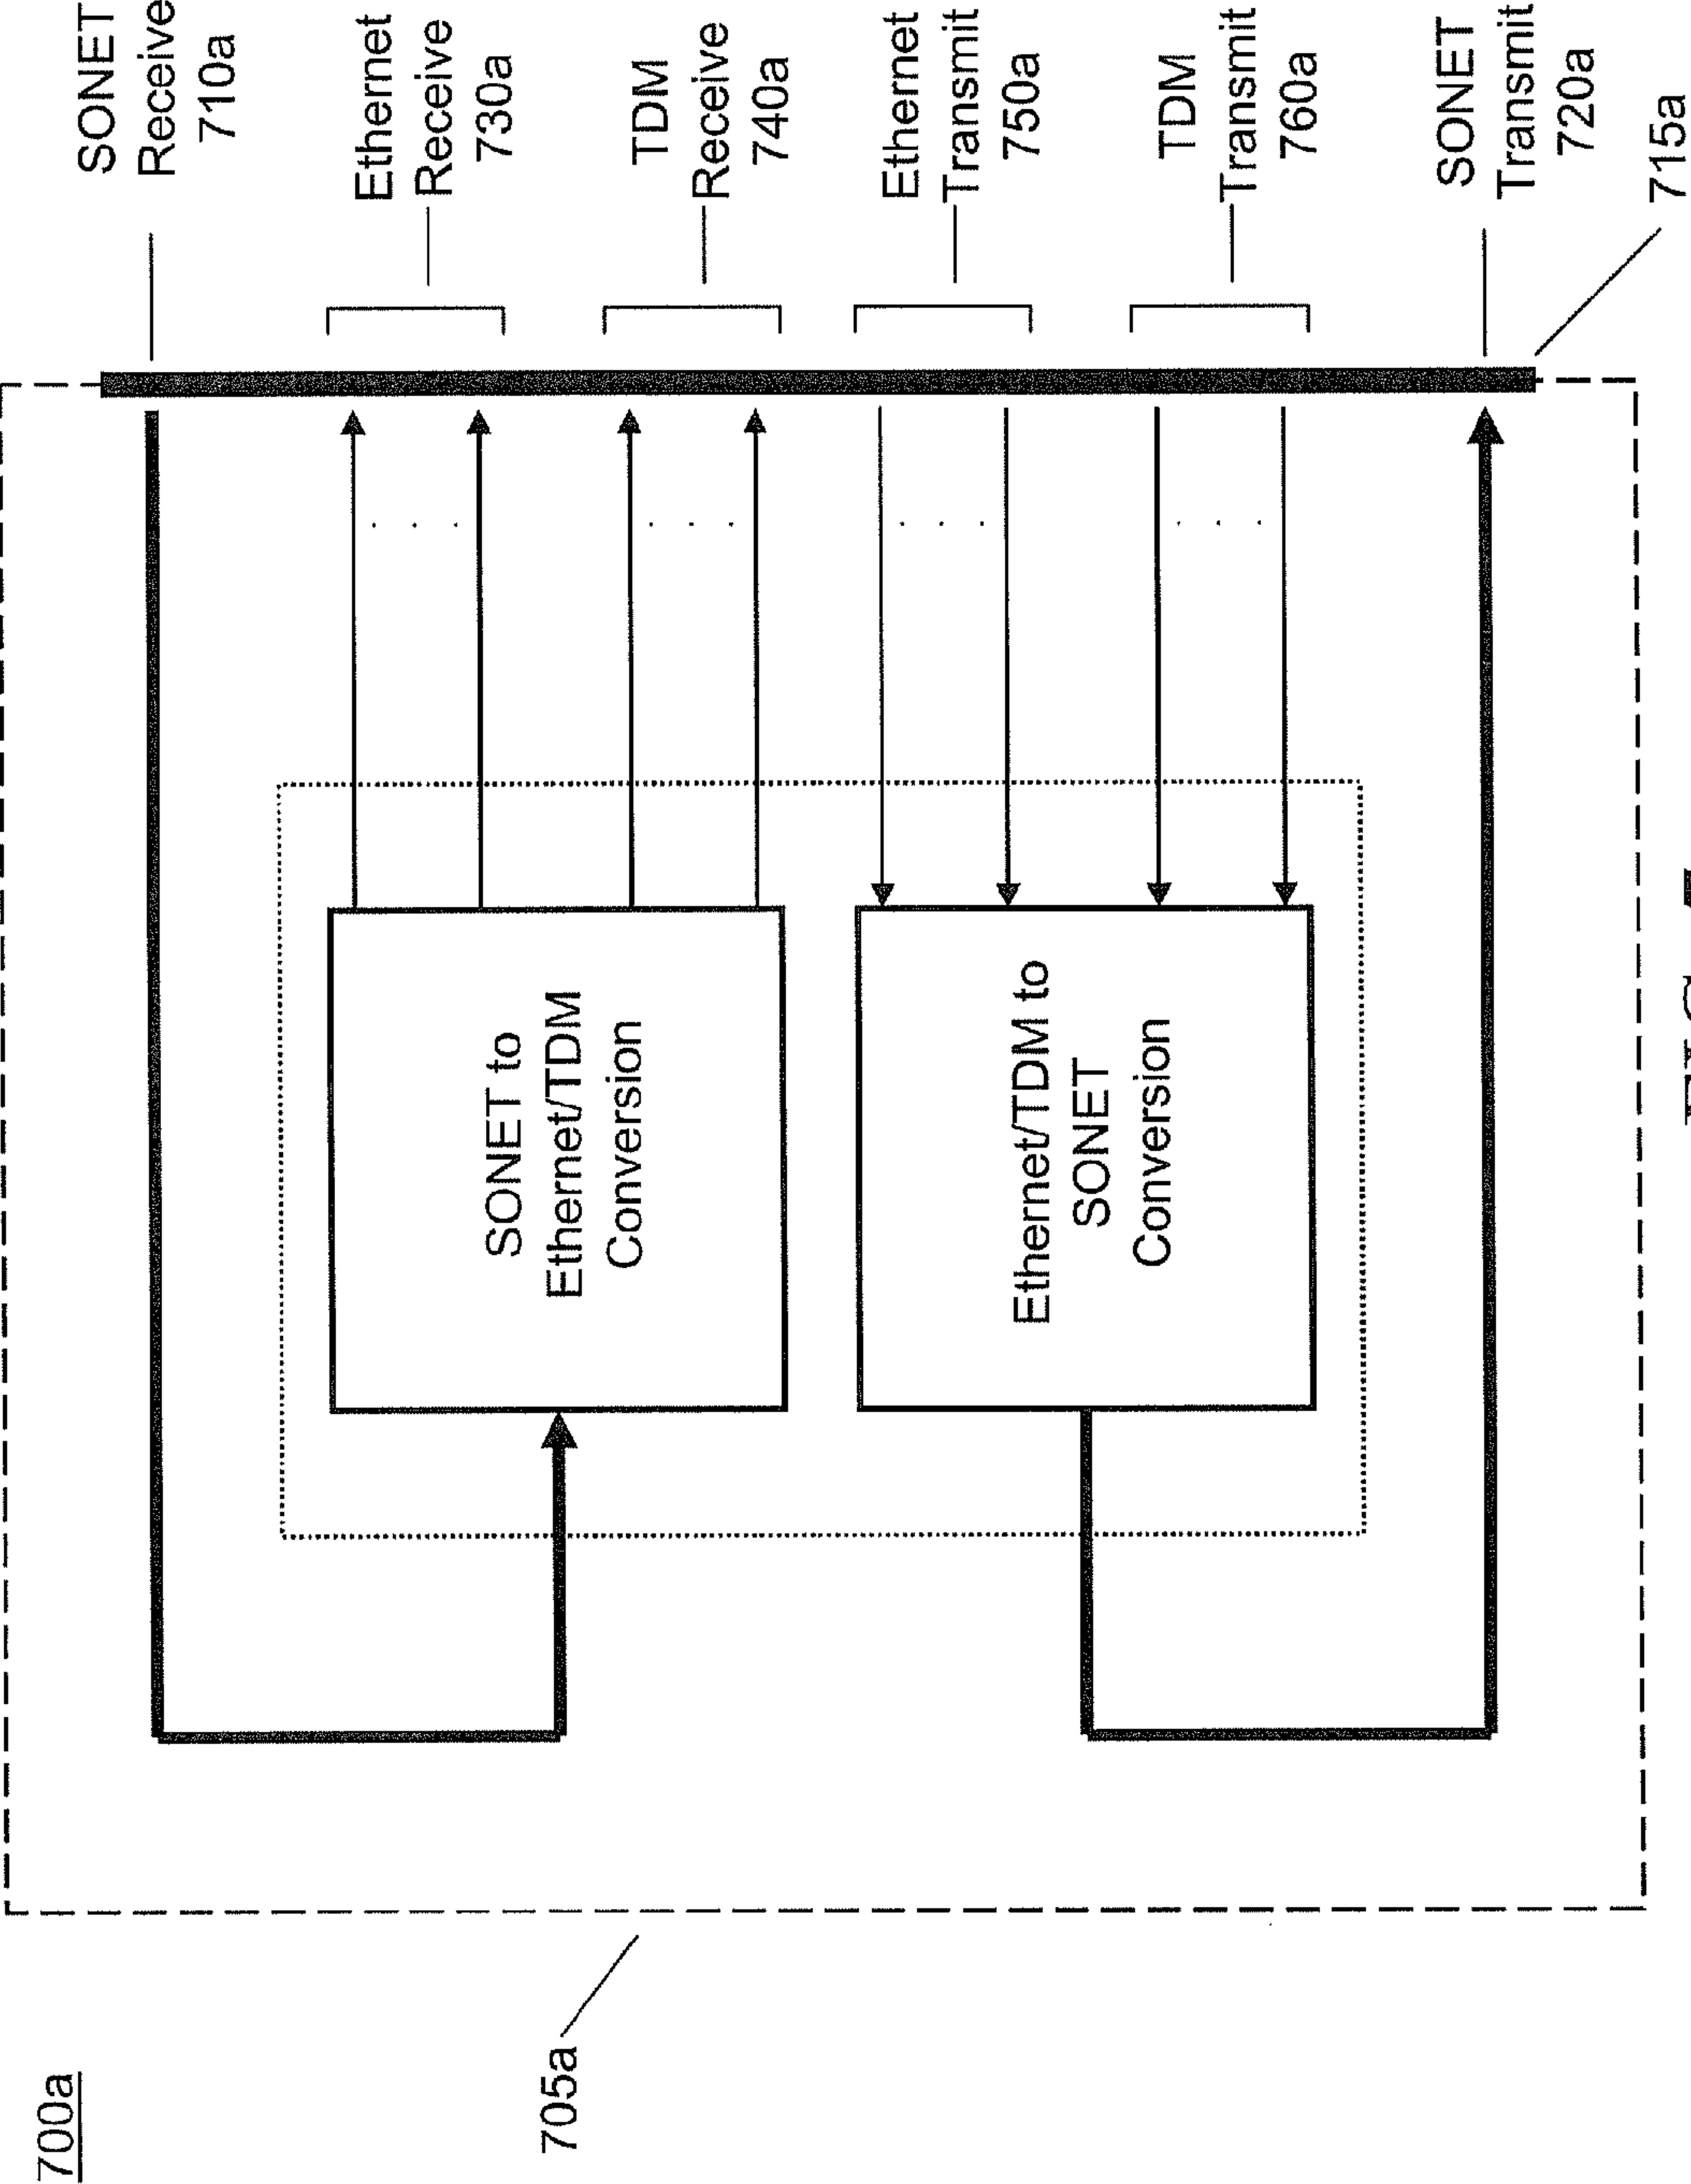 700a
705a
SONET
Receive
710a
Ethernet
Receive
730a
TDM
Receive
740a
Ethernet
Transmit
750a
TDM
Transmit
760a
SONET
Transmit
720a
715a
SONET to
Ethernet/TDM
Conversion
Ethernet/TDM to
SONET
Conversion